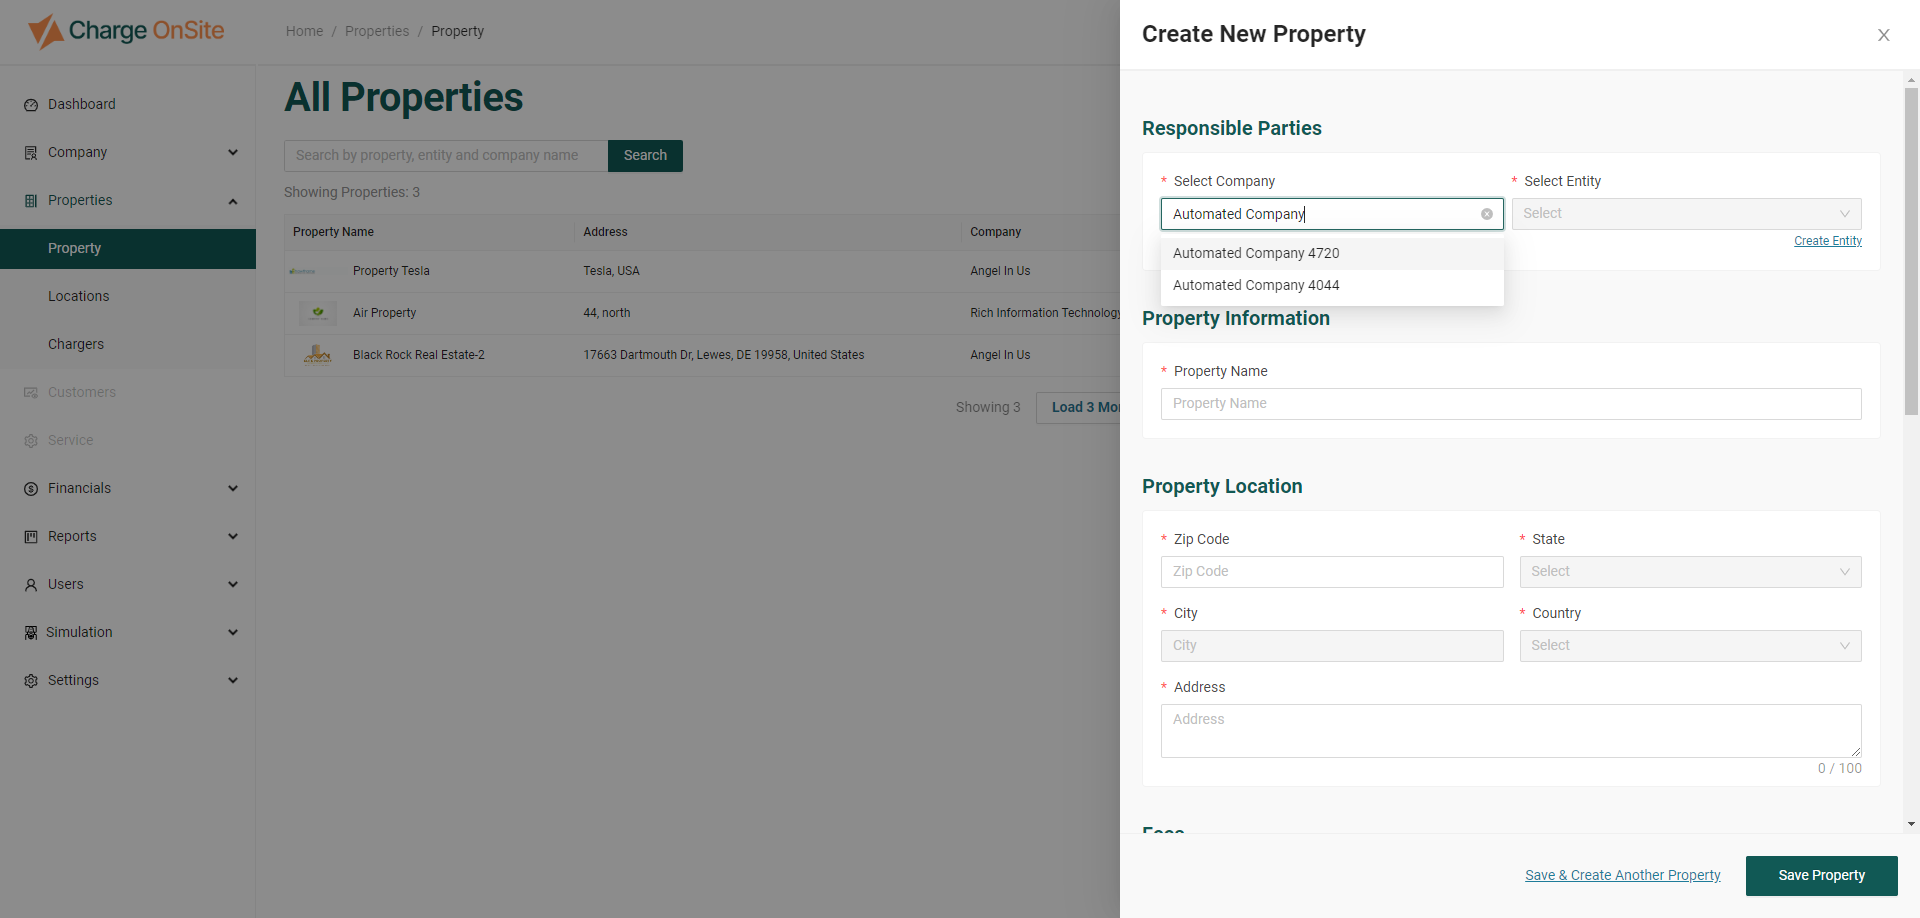 Charge OnSite
Home / Properties / Property
Dashboard
Company
Properties
Property
Locations
Chargers
Customers
Service
Financials
Reports
Users
Simulation
Settings
All Properties
Search by property, entity and company name
Search
Showing Properties: 3
Property Name Address Company
Property Tesla Tesla, USA Angel In Us
Air Property 44, north Rich Information Technology
Black Rock Real Estate-2 17663 Dartmouth Dr, Lewes, DE 19958, United States Angel In Us
Showing 3 Load 3 Mor
Create New Property
Responsible Parties
* Select Company * Select Entity
Automated Company Select
Create Entity
Automated Company 4720
Automated Company 4044
Property Information
* Property Name
Property Name
Property Location
* Zip Code * State
Zip Code Select
* City * Country
City Select
* Address
Address
0 / 100
Fees
Save & Create Another Property Save Property